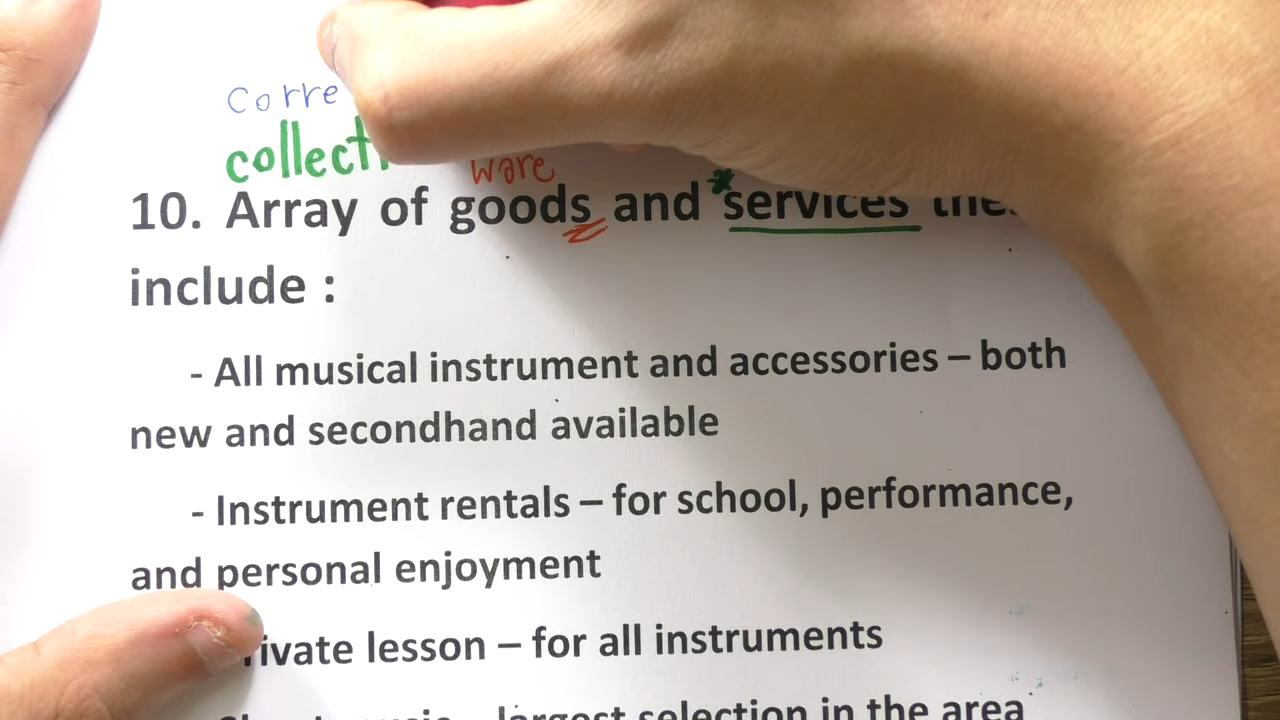 Corre
collecti
ware
10. Array of goods and *services
include :
- All musical instrument and accessories – both
new and secondhand available
- Instrument rentals – for school, performance,
and personal enjoyment
rivate lesson – for all instruments
largest selection in the area